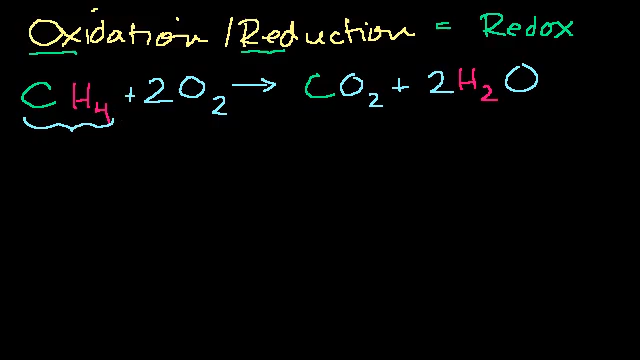 Oxidation / Reduction = Redox
CH₄ + 2O₂ → CO₂ + 2H₂O